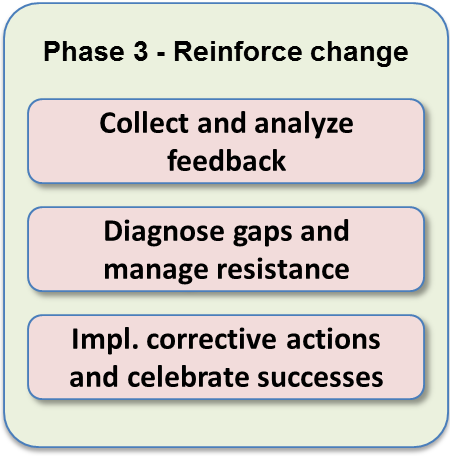 Phase 3 - Reinforce change
Collect and analyze
feedback
Diagnose gaps and
manage resistance
Impl. corrective actions
and celebrate successes